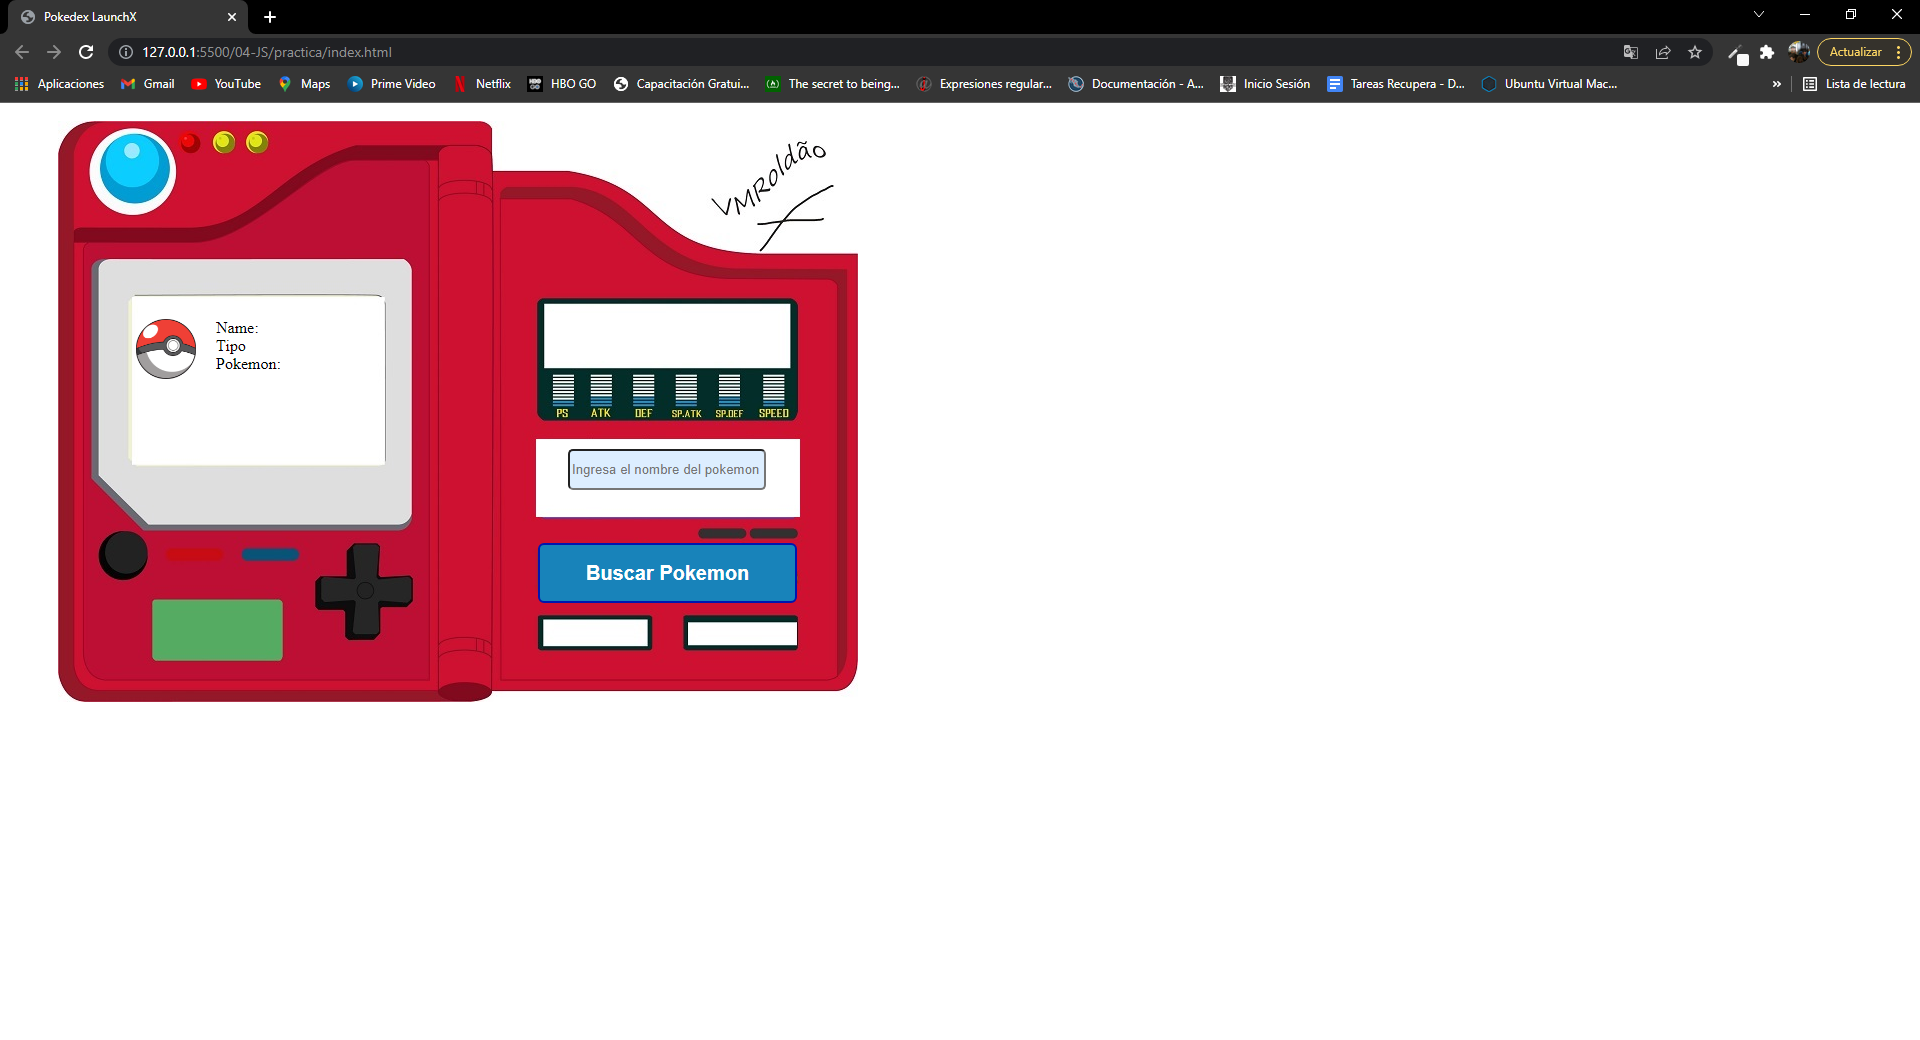 Pokedex LaunchX
127.0.0.1:5500/04-JS/practica/index.html
Actualizar
Aplicaciones
Gmail
YouTube
Maps
Prime Video
Netflix
HBO GO
Capacitación Gratui...
The secret to being...
Expresiones regular...
Documentación - A...
Inicio Sesión
Tareas Recupera - D...
Ubuntu Virtual Mac...
»
Lista de lectura
VMRoldão
Name:
Tipo
Pokemon:
PS ATK DEF SP.ATK SP.DEF SPEED
Ingresa el nombre del pokemon
Buscar Pokemon